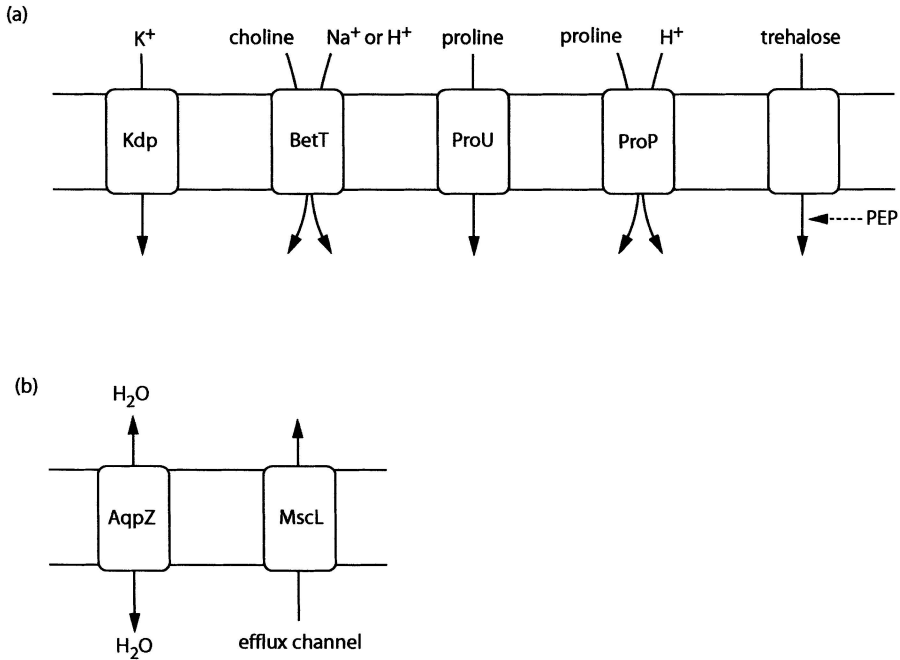 (a)
K+ choline Na+ or H+ proline proline H+ trehalose
Kdp BetT ProU ProP
PEP
(b)
H2O
AqpZ MscL
H2O efflux channel